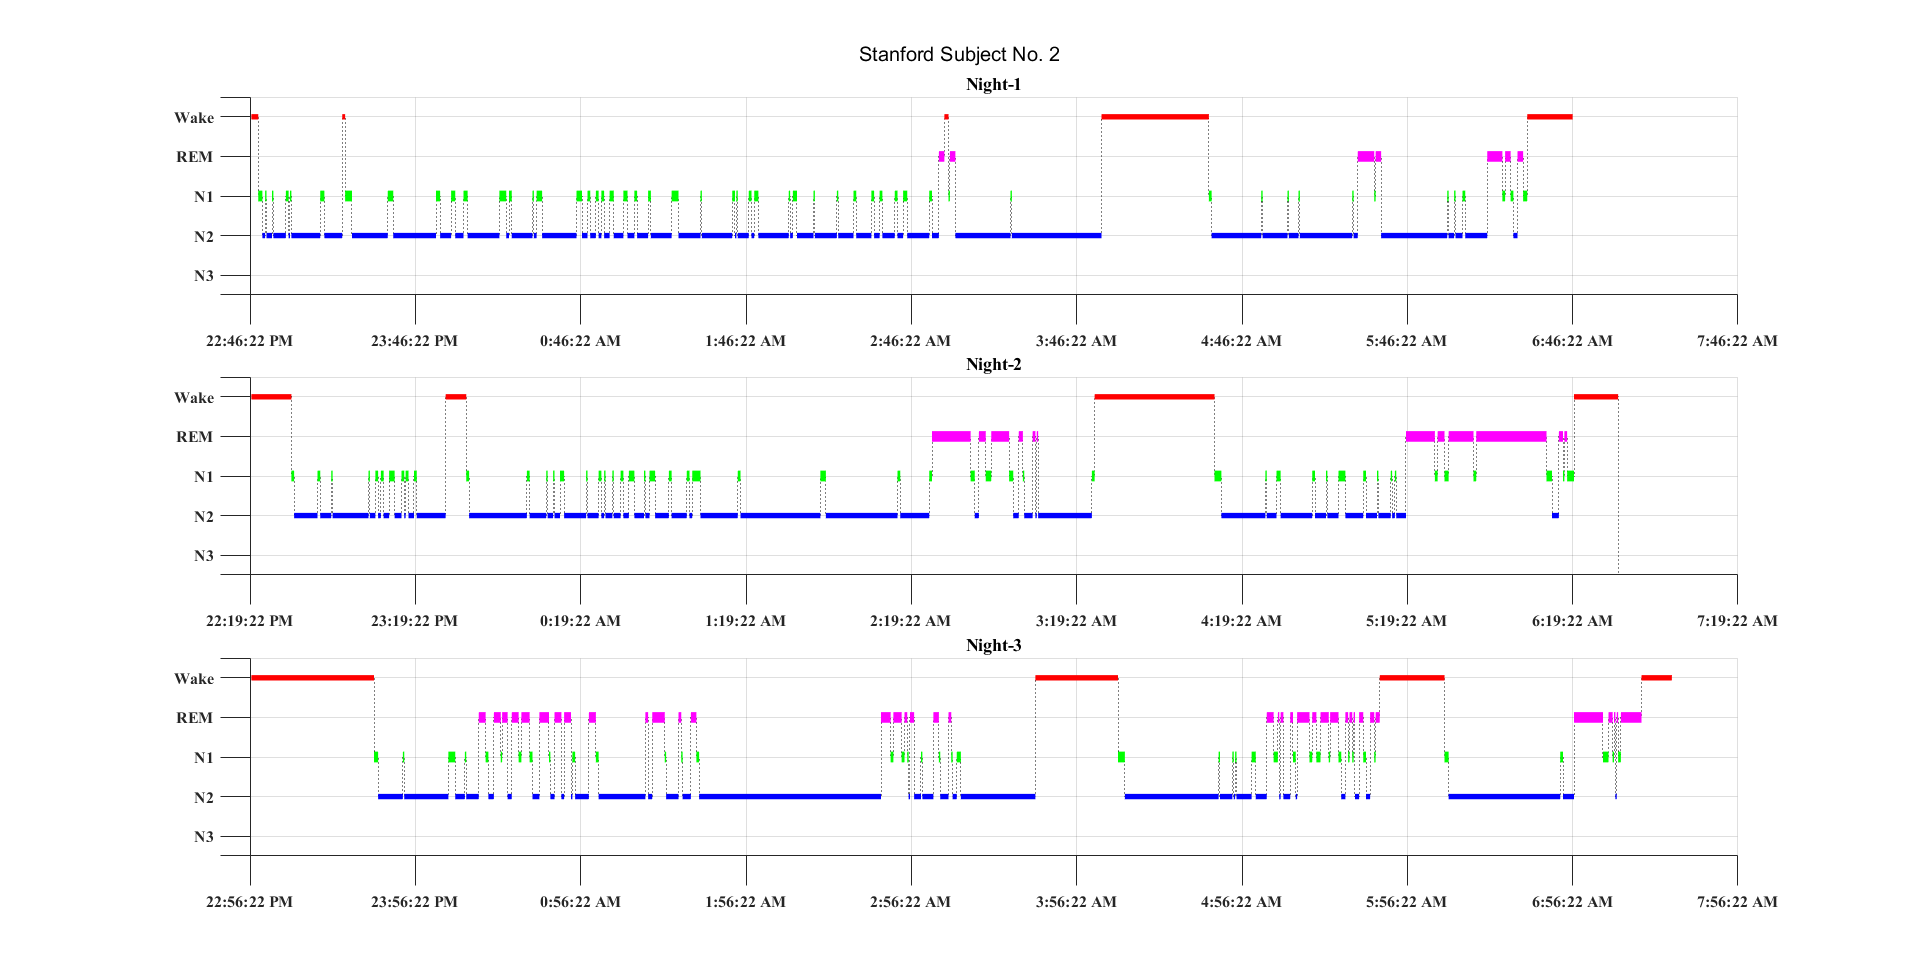 Stanford Subject No. 2
Night-1
Wake
REM
N1
N2
N3
22:46:22 PM 23:46:22 PM 0:46:22 AM 1:46:22 AM 2:46:22 AM 3:46:22 AM 4:46:22 AM 5:46:22 AM 6:46:22 AM 7:46:22 AM
Night-2
Wake
REM
N1
N2
N3
22:19:22 PM 23:19:22 PM 0:19:22 AM 1:19:22 AM 2:19:22 AM 3:19:22 AM 4:19:22 AM 5:19:22 AM 6:19:22 AM 7:19:22 AM
Night-3
Wake
REM
N1
N2
N3
22:56:22 PM 23:56:22 PM 0:56:22 AM 1:56:22 AM 2:56:22 AM 3:56:22 AM 4:56:22 AM 5:56:22 AM 6:56:22 AM 7:56:22 AM